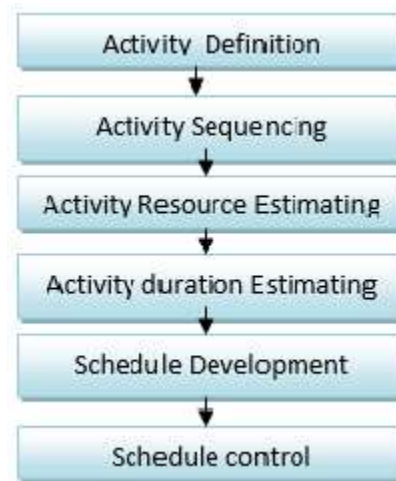 Activity Definition
Activity Sequencing
Activity Resource Estimating
Activity duration Estimating
Schedule Development
Schedule control